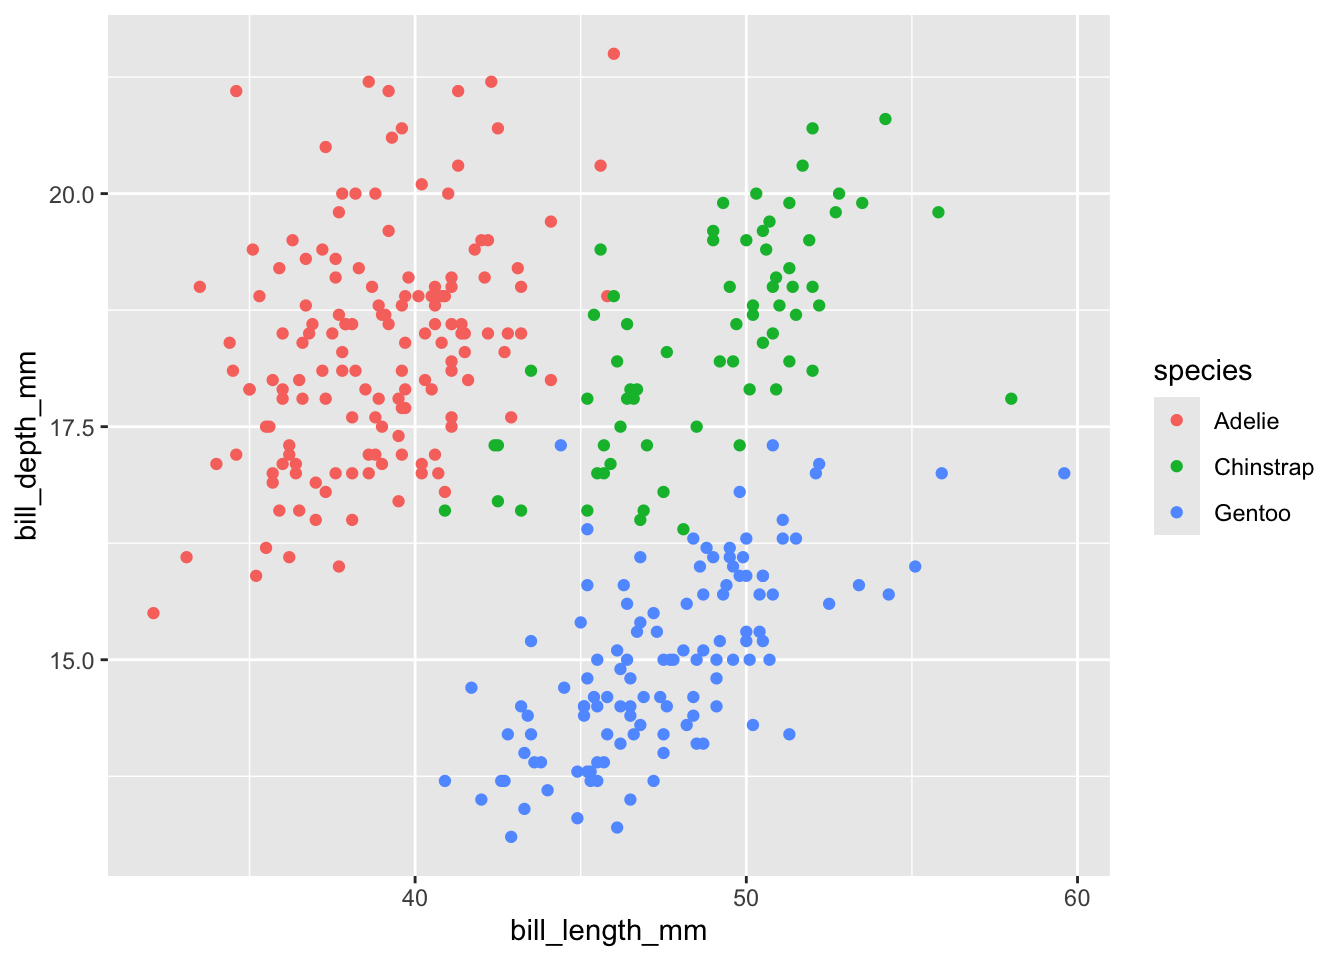 bill_depth_mm
20.0
17.5
15.0
40
50
60
bill_length_mm
species
Adelie
Chinstrap
Gentoo